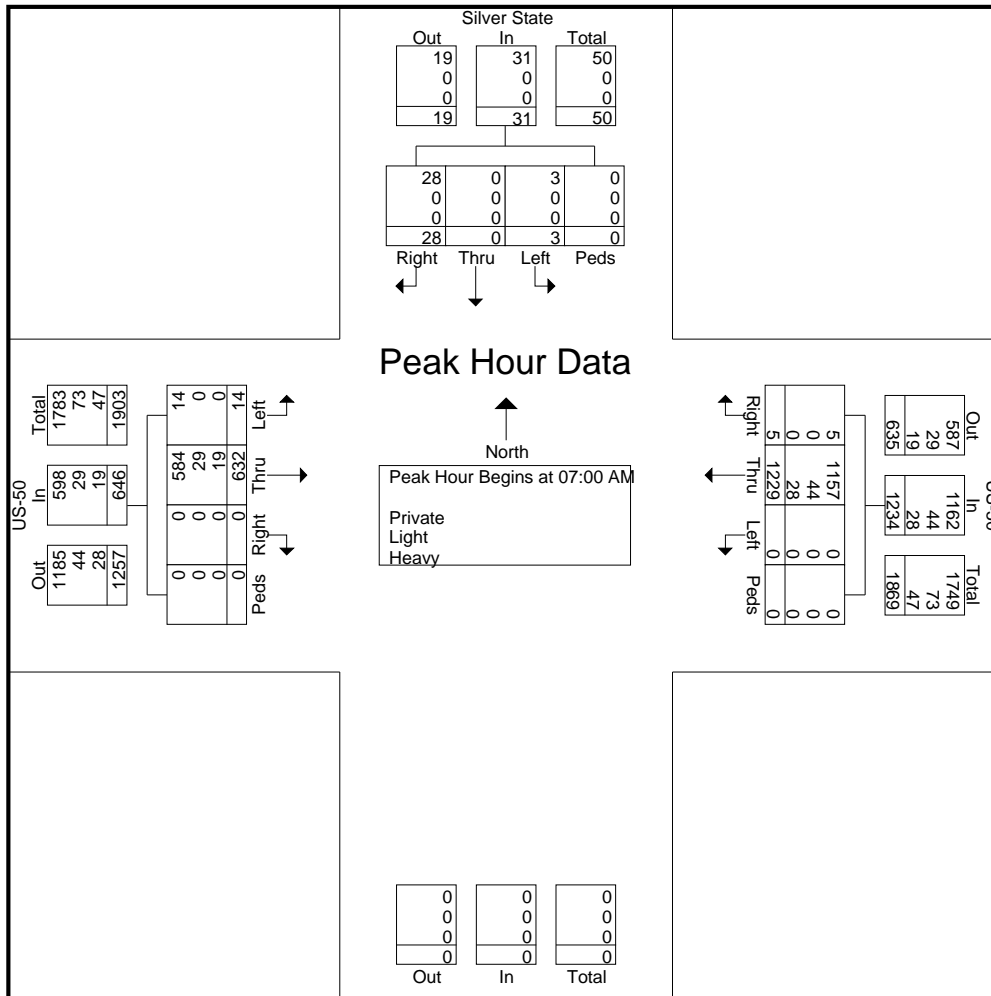 Silver State
Out In Total
19 31 50
0 0 0
0 0 0
19 31 50
28 0 3 0
0 0 0 0
0 0 0 0
28 0 3 0
Right Thru Left Peds
Peak Hour Data
North
Peak Hour Begins at 07:00 AM
Private
Light
Heavy
US-50
Total
1783
73
47
1903
In
598
29
19
646
Out
1185
44
28
1257
14
0
0
14
Left
584
29
19
632
Thru
0
0
0
0
Right
0
0
0
0
Peds
Out
587
29
19
635
In
1162
44
28
1234
Total
1749
73
47
1869
Right
5
0
0
5
Thru
1157
44
28
1229
Left
0
0
0
0
Peds
0
0
0
0
0 0 0
0 0 0
0 0 0
0 0 0
Out In Total